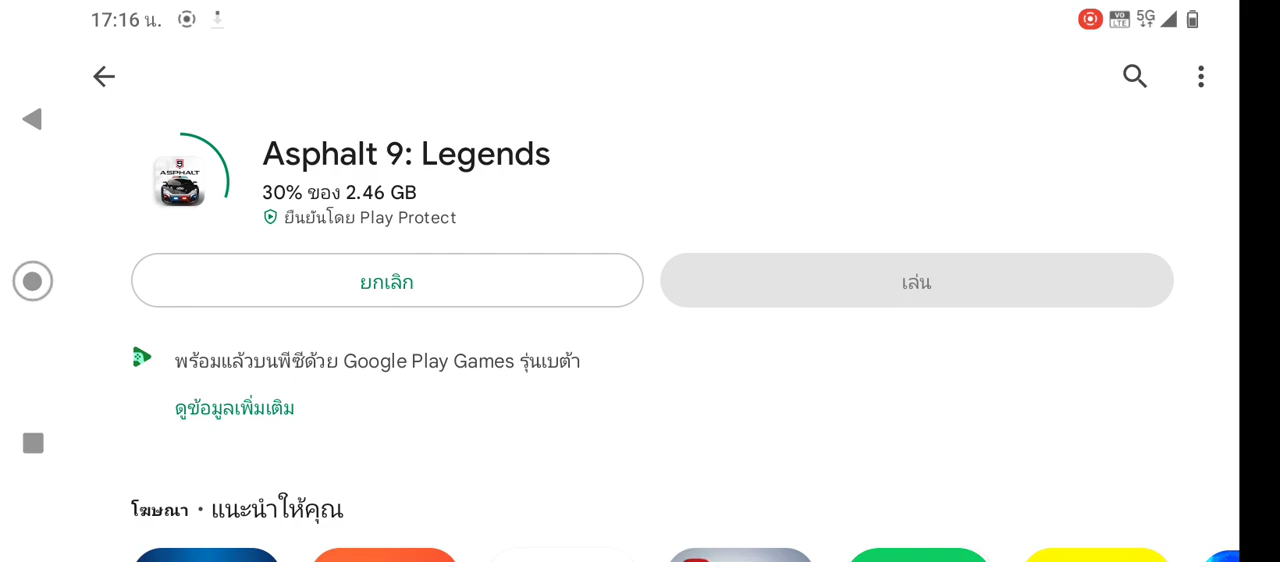 17:16 น.
VO LTE 5G
Asphalt 9: Legends
ASPHALT
30% ของ 2.46 GB
ยืนยันโดย Play Protect
ยกเลิก
เล่น
พร้อมแล้วบนพีซีด้วย Google Play Games รุ่นเบต้า
ดูข้อมูลเพิ่มเติม
โฆษณา · แนะนำให้คุณ